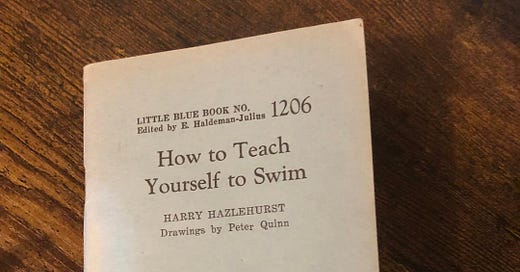 LITTLE BLUE BOOK NO. 1206
Edited by E. Haldeman-Julius
How to Teach
Yourself to Swim
HARRY HAZLEHURST
Drawings by Peter Quinn